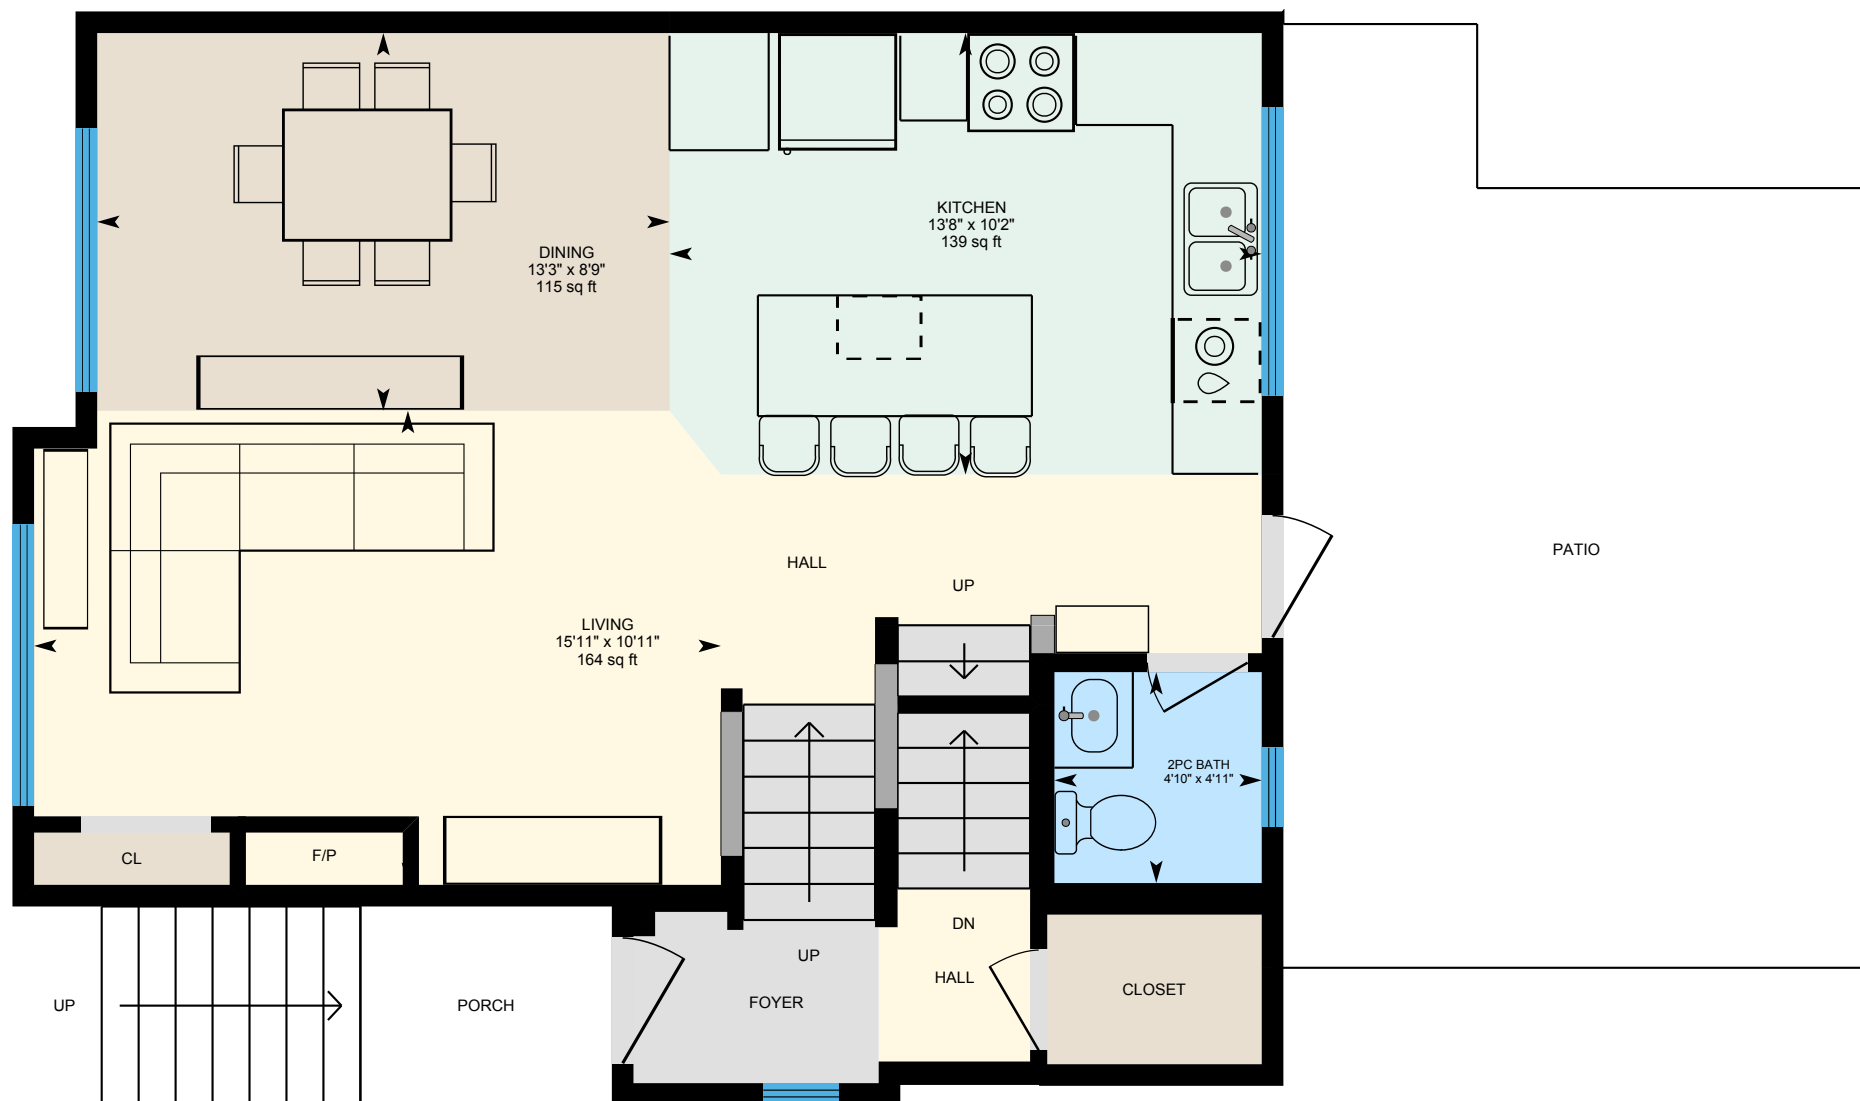 KITCHEN
13'8" x 10'2"
139 sq ft
DINING
13'3" x 8'9"
115 sq ft
PATIO
HALL
UP
LIVING
15'11" x 10'11"
164 sq ft
2PC BATH
4'10" x 4'11"
CL
F/P
DN
UP
HALL
CLOSET
UP
PORCH
FOYER